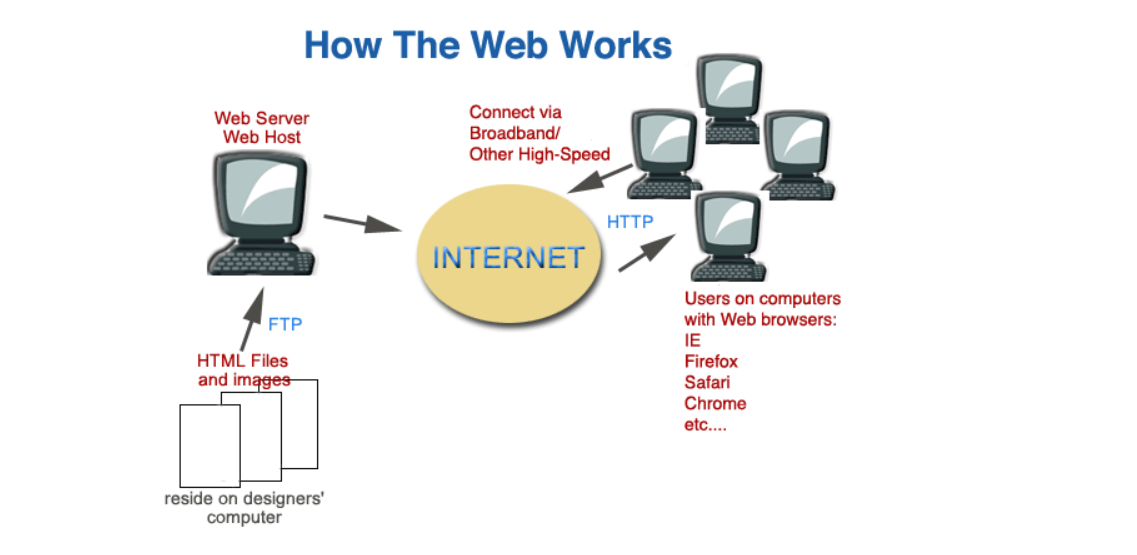 How The Web Works
Web Server
Web Host
Connect via
Broadband/
Other High-Speed
INTERNET
HTTP
FTP
HTML Files
and images
reside on designers'
computer
Users on computers
with Web browsers:
IE
Firefox
Safari
Chrome
etc....